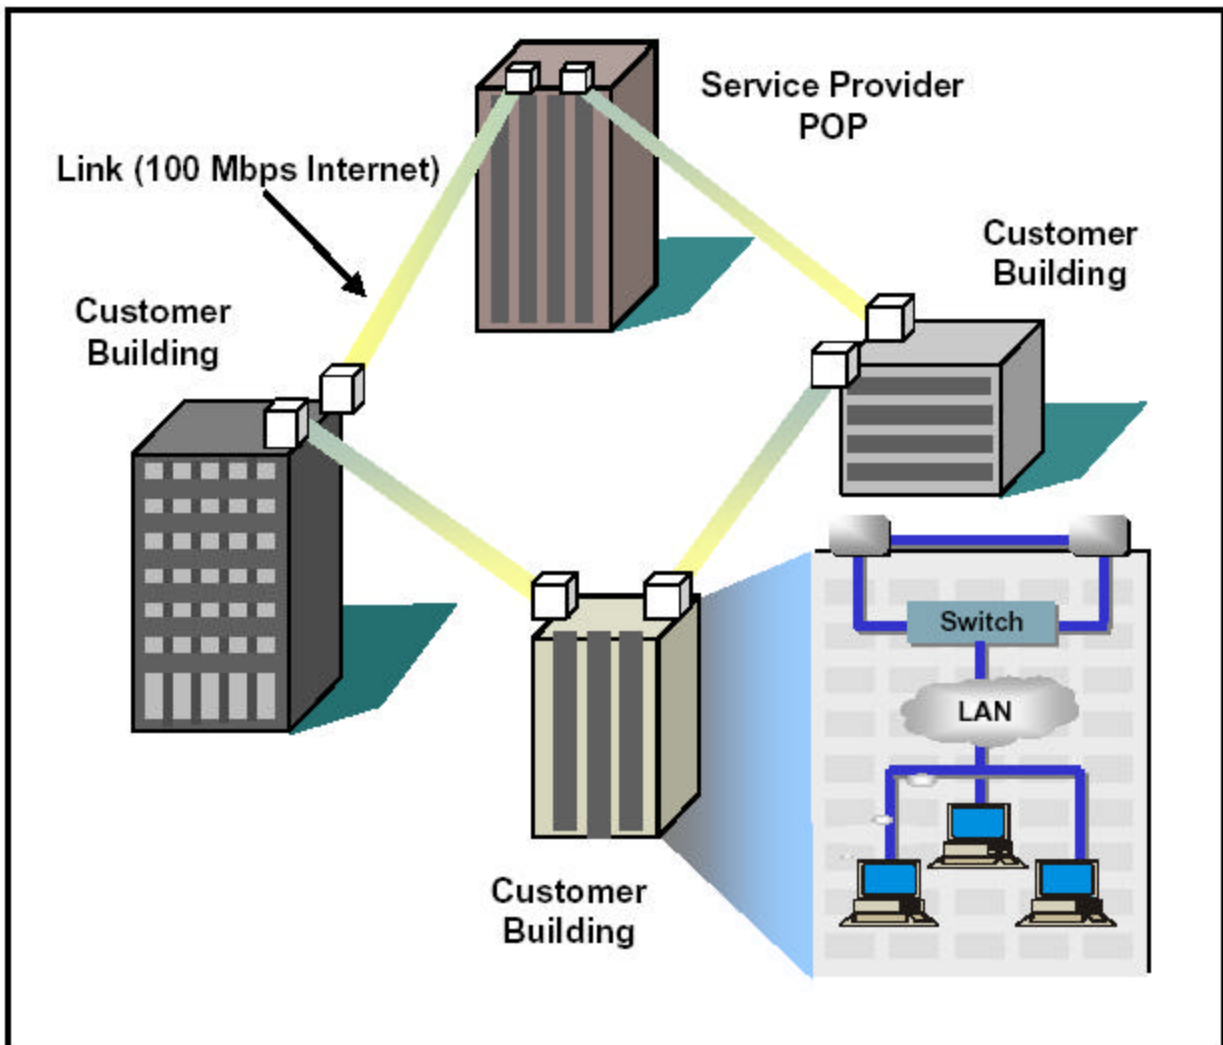 Service Provider
POP
Link (100 Mbps Internet)
Customer
Building
Customer
Building
Switch
LAN
Customer
Building